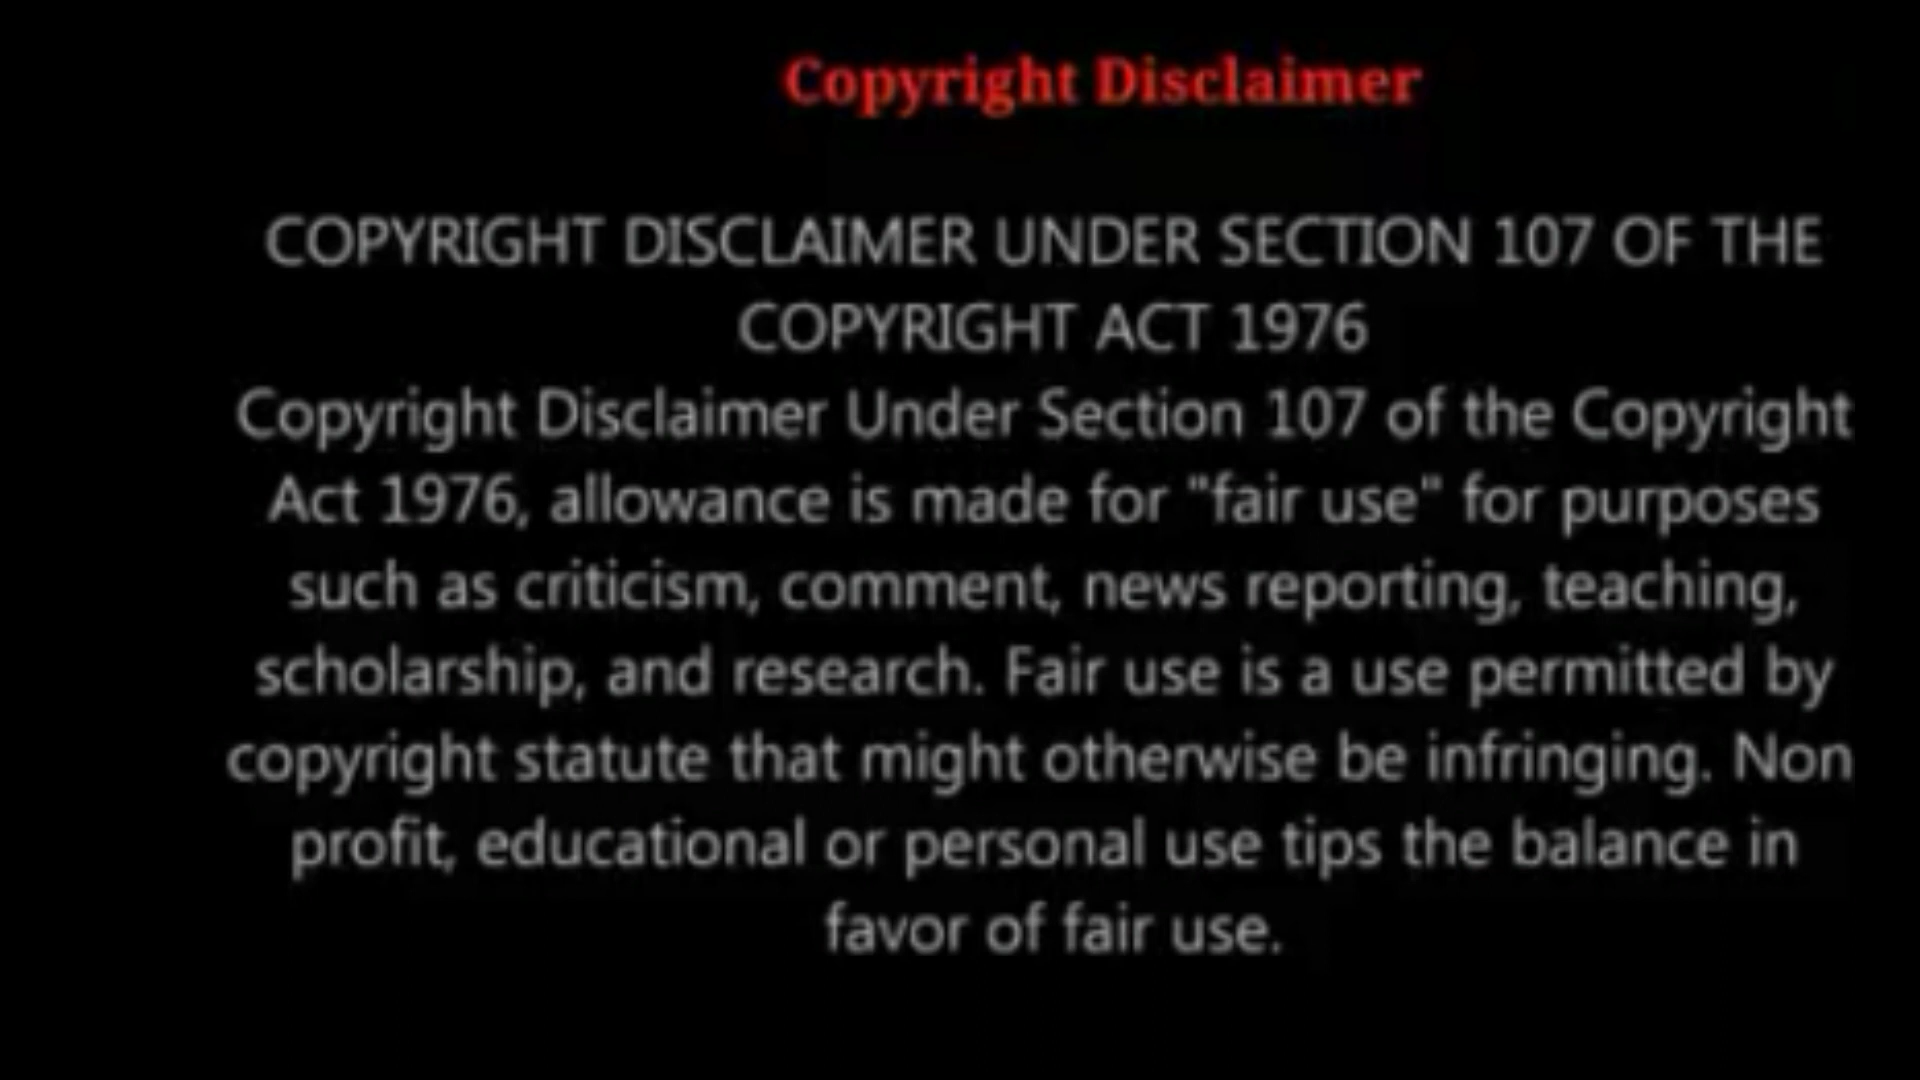 Copyright Disclaimer
COPYRIGHT DISCLAIMER UNDER SECTION 107 OF THE
COPYRIGHT ACT 1976
Copyright Disclaimer Under Section 107 of the Copyright
Act 1976, allowance is made for "fair use" for purposes
such as criticism, comment, news reporting, teaching,
scholarship, and research. Fair use is a use permitted by
copyright statute that might otherwise be infringing. Non
profit, educational or personal use tips the balance in
favor of fair use.